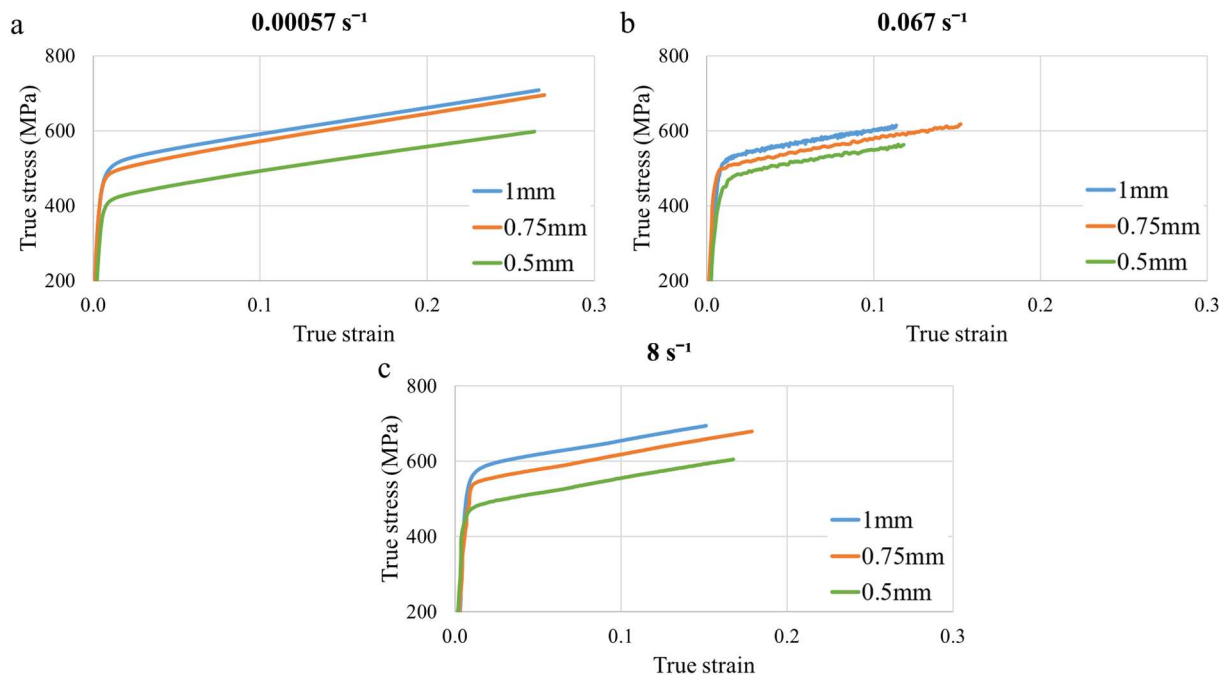 a
0.00057 s⁻¹
800
600
400
200
0.0
0.1
0.2
0.3
True stress (MPa)
True strain
1mm
0.75mm
0.5mm
b
0.067 s⁻¹
800
600
400
200
0.0
0.1
0.2
0.3
True stress (MPa)
True strain
1mm
0.75mm
0.5mm
c
8 s⁻¹
800
600
400
200
0.0
0.1
0.2
0.3
True stress (MPa)
True strain
1mm
0.75mm
0.5mm